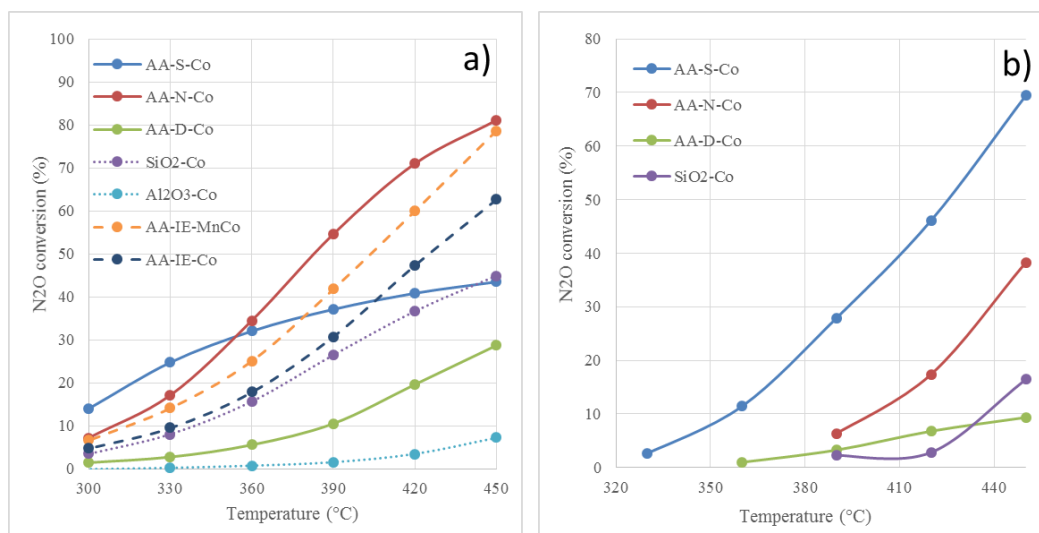 a)
AA-S-Co
AA-N-Co
AA-D-Co
SiO2-Co
Al2O3-Co
AA-IE-MnCo
AA-IE-Co
N2O conversion (%)
100
90
80
70
60
50
40
30
20
10
0
300 330 360 390 420 450
Temperature (°C)
b)
AA-S-Co
AA-N-Co
AA-D-Co
SiO2-Co
N2O conversion (%)
80
70
60
50
40
30
20
10
0
320 350 380 410 440
Temperature (°C)